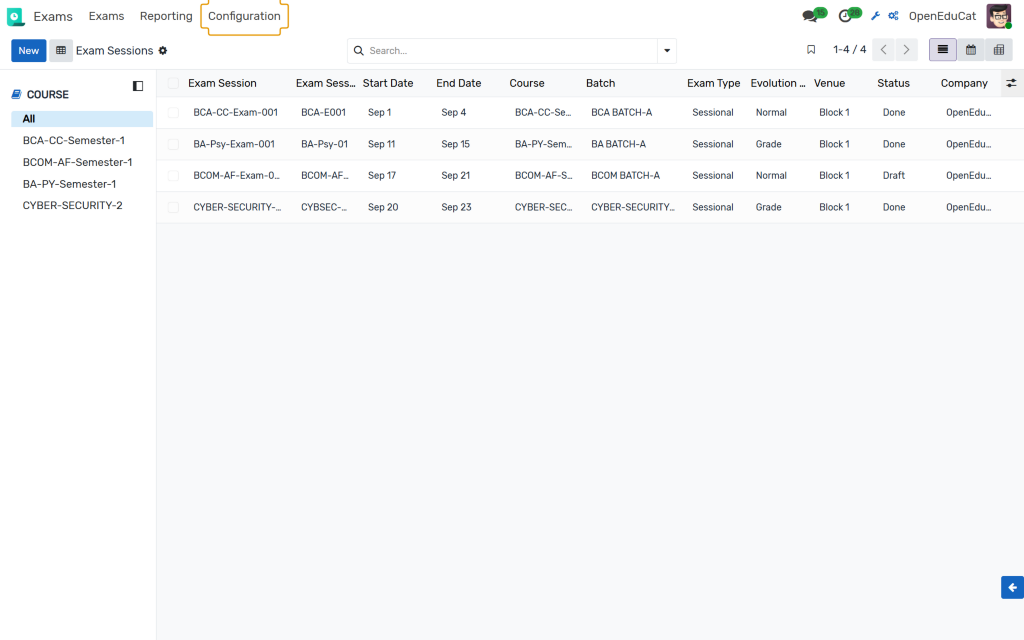 Exams Exams Reporting Configuration 15 28 OpenEduCat
New Exam Sessions Search... 1-4 / 4
COURSE
All
BCA-CC-Semester-1
BCOM-AF-Semester-1
BA-PY-Semester-1
CYBER-SECURITY-2
Exam Session Exam Sess... Start Date End Date Course Batch Exam Type Evolution ... Venue Status Company
BCA-CC-Exam-001 BCA-E001 Sep 1 Sep 4 BCA-CC-Se... BCA BATCH-A Sessional Normal Block 1 Done OpenEdu...
BA-Psy-Exam-001 BA-Psy-01 Sep 11 Sep 15 BA-PY-Sem... BA BATCH-A Sessional Grade Block 1 Done OpenEdu...
BCOM-AF-Exam-0... BCOM-AF... Sep 17 Sep 21 BCOM-AF-S... BCOM BATCH-A Sessional Normal Block 1 Draft OpenEdu...
CYBER-SECURITY-... CYBSEC-... Sep 20 Sep 23 CYBER-SEC... CYBER-SECURITY... Sessional Grade Block 1 Done OpenEdu...